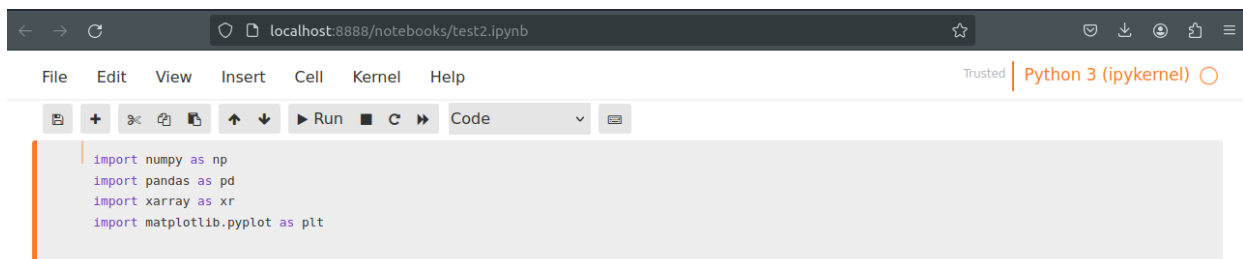 localhost:8888/notebooks/test2.ipynb
File Edit View Insert Cell Kernel Help Trusted Python 3 (ipykernel)
Run Code
import numpy as np
import pandas as pd
import xarray as xr
import matplotlib.pyplot as plt